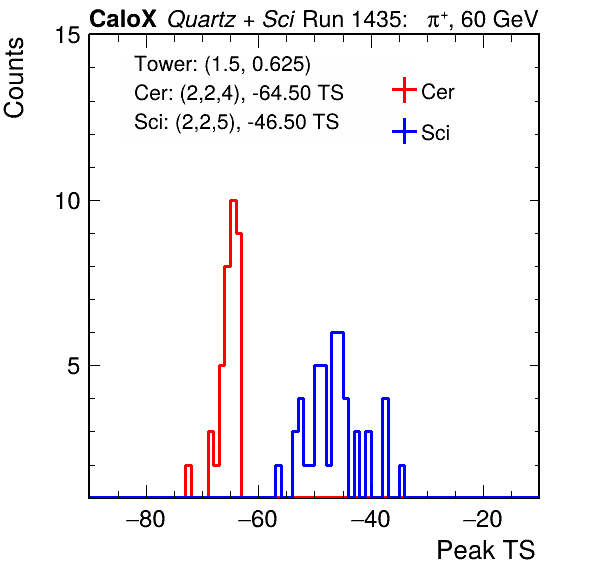 CaloX Quartz + Sci Run 1435: π⁺, 60 GeV
Counts
15
10
5
Tower: (1.5, 0.625)
Cer: (2,2,4), -64.50 TS
Sci: (2,2,5), -46.50 TS
Cer
Sci
−80 −60 −40 −20
Peak TS